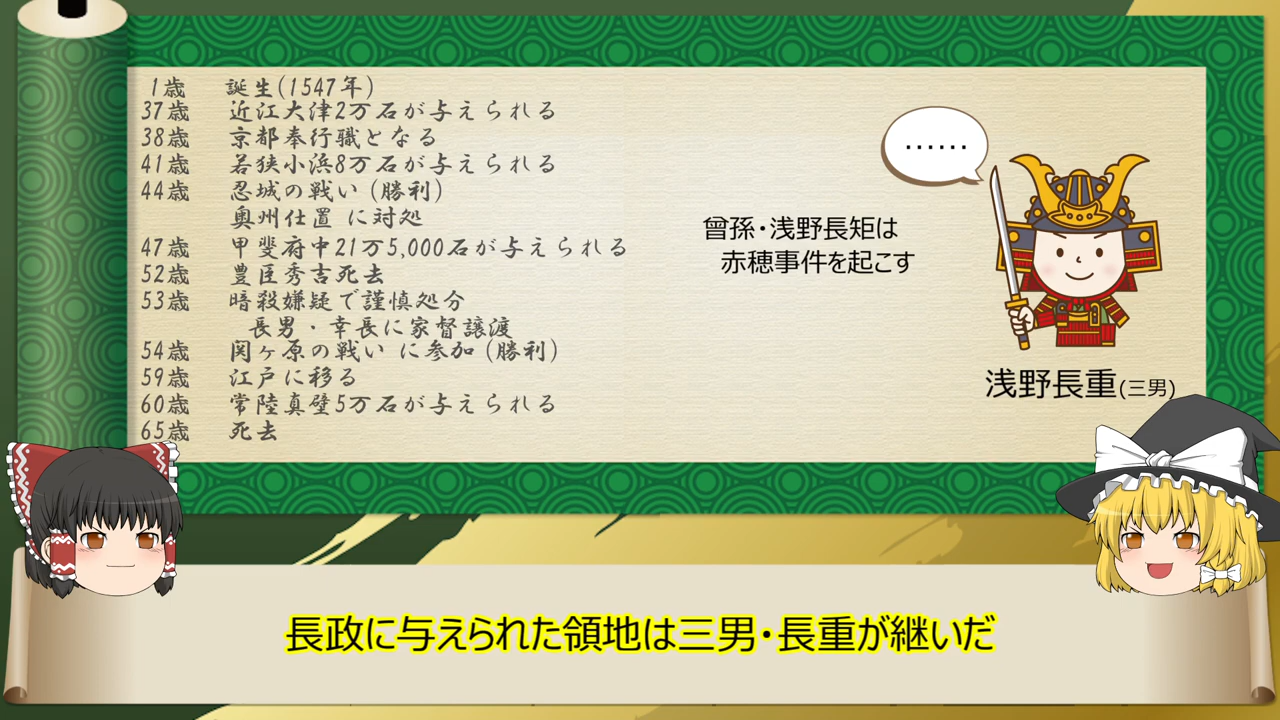 1歳 誕生(1547年)
37歳 近江大津2万石が与えられる
38歳 京都奉行職となる
41歳 若狭小浜8万石が与えられる
44歳 忍城の戦い (勝利)
奥州仕置 に対処
47歳 甲斐府中21万5,000石が与えられる
52歳 豊臣秀吉死去
53歳 暗殺嫌疑で謹慎処分
長男・幸長に家督譲渡
54歳 関ヶ原の戦い に参加 (勝利)
59歳 江戸に移る
60歳 常陸真壁5万石が与えられる
65歳 死去
……
曾孫・浅野長矩は
赤穂事件を起こす
浅野長重(三男)
長政に与えられた領地は三男・長重が継いだ